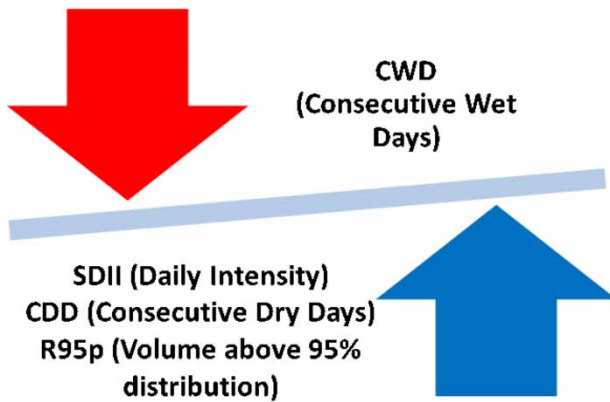 CWD
(Consecutive Wet
Days)
SDII (Daily Intensity)
CDD (Consecutive Dry Days)
R95p (Volume above 95%
distribution)